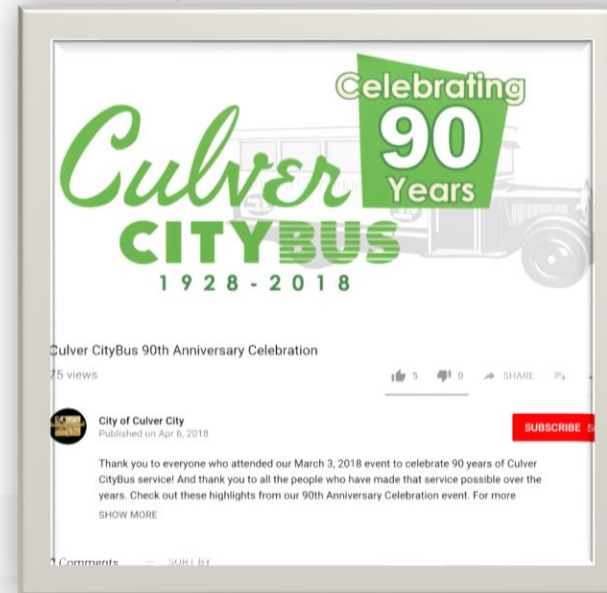 Celebrating
90
Years
Culver
CITYBUS
1928-2018
Culver CityBus 90th Anniversary Celebration
75 views
5 0 SHARE
City of Culver City
Published on Apr 6, 2018
SUBSCRIBE
Thank you to everyone who attended our March 3, 2018 event to celebrate 90 years of Culver
CityBus service! And thank you to all the people who have made that service possible over the
years. Check out these highlights from our 90th Anniversary Celebration event. For more
SHOW MORE
Comments SORT BY